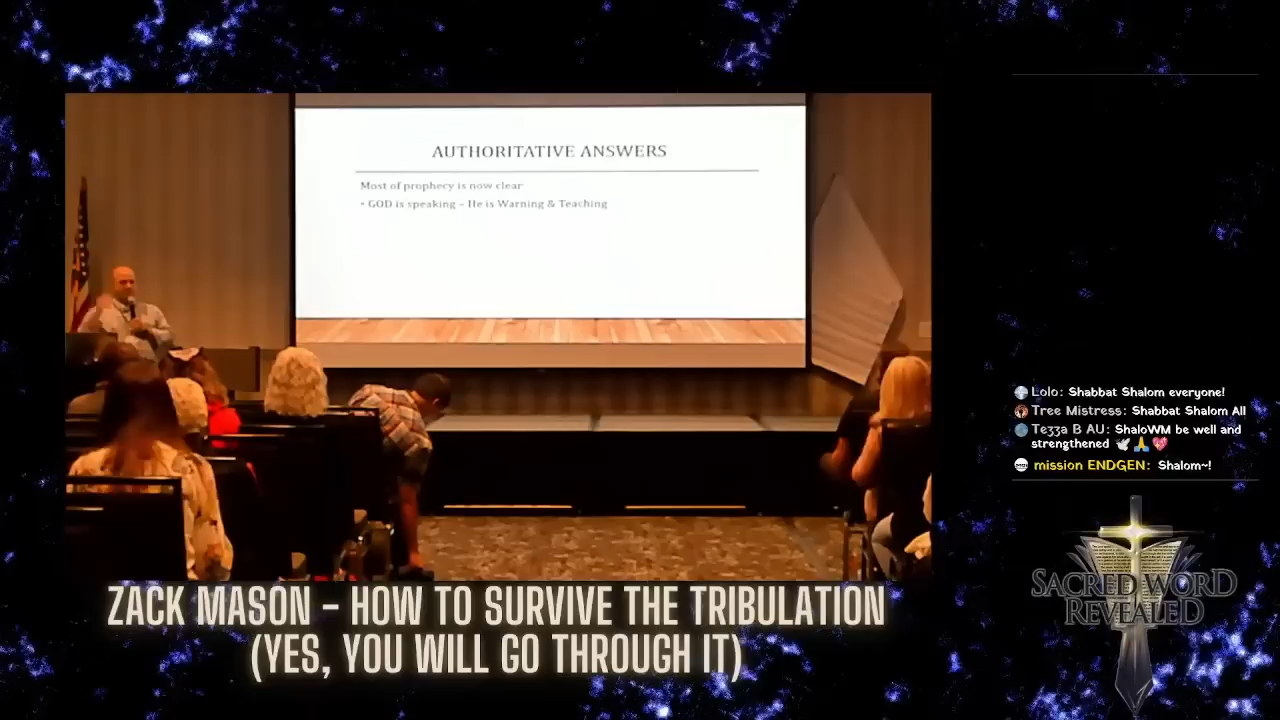 AUTHORITATIVE ANSWERS
Most of prophecy is now clear
• GOD is speaking – He is Warning & Teaching
Lolo: Shabbat Shalom everyone!
Tree Mistress: Shabbat Shalom All
Tezza B AU: ShaloWM be well and
strengthened 🕊️🙏💖
mission ENDGEN: Shalom~!
SACRED WORD
REVEALED
ZACK MASON – HOW TO SURVIVE THE TRIBULATION
(YES, YOU WILL GO THROUGH IT)